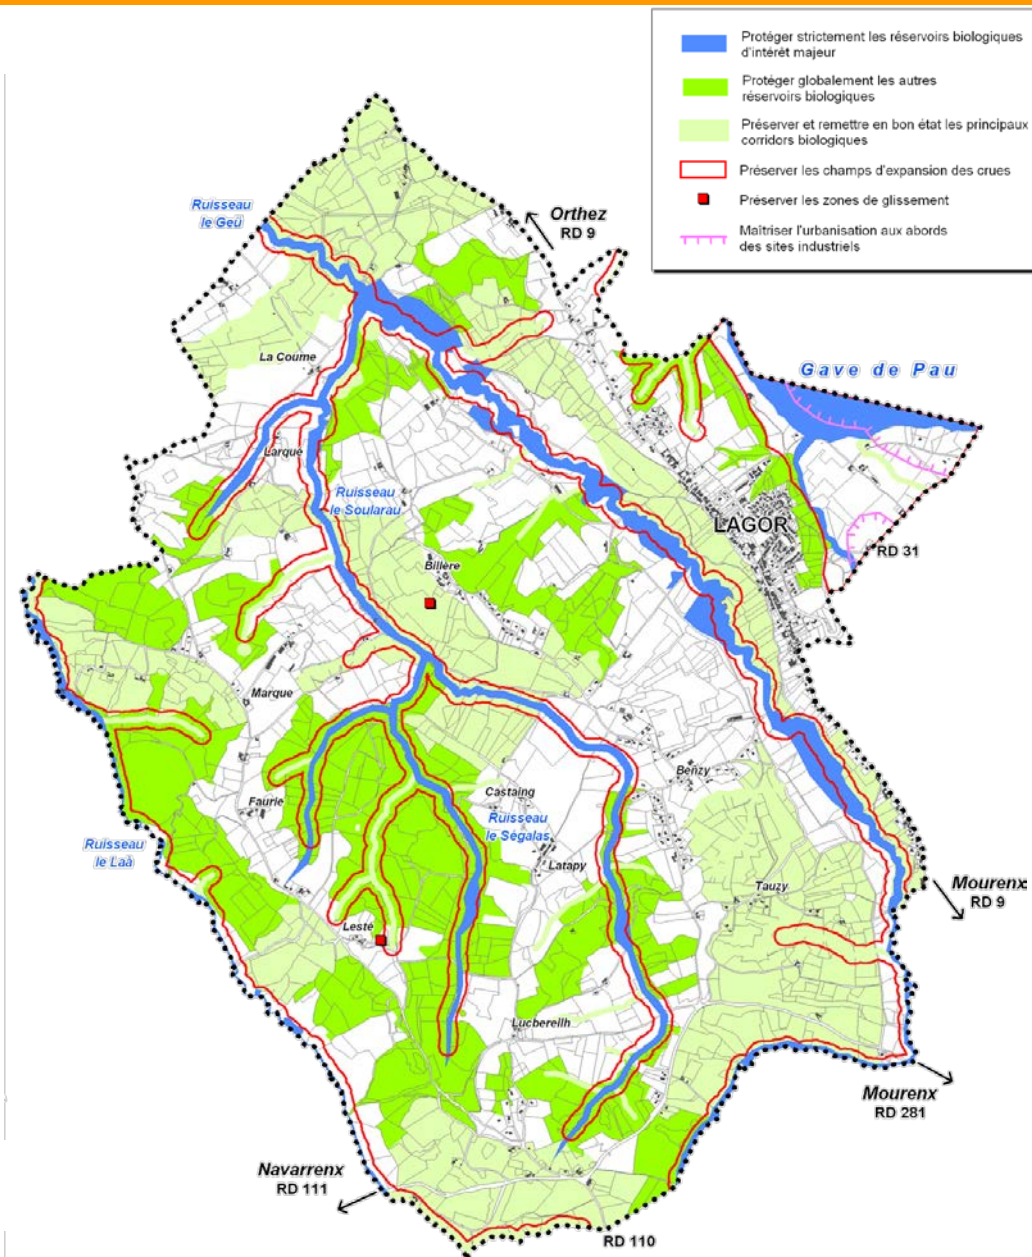 Protéger strictement les réservoirs biologiques
d'intérêt majeur
Protéger globalement les autres
réservoirs biologiques
Préserver et remettre en bon état les principaux
corridors biologiques
Préserver les champs d'expansion des crues
Préserver les zones de glissement
Maîtriser l'urbanisation aux abords
des sites industriels
Ruisseau
le Geü
Orthez
RD 9
La Coume
Gave de Pau
Larqué
Ruisseau
le Soularau
LAGOR
RD 31
Billère
Marque
Benzy
Faurie
Castaing
Ruisseau
le Ségalas
Ruisseau
le Laà
Latapy
Tauzy
Mourenx
RD 9
Lesté
Lucbereilh
Mourenx
RD 281
Navarrenx
RD 111
RD 110